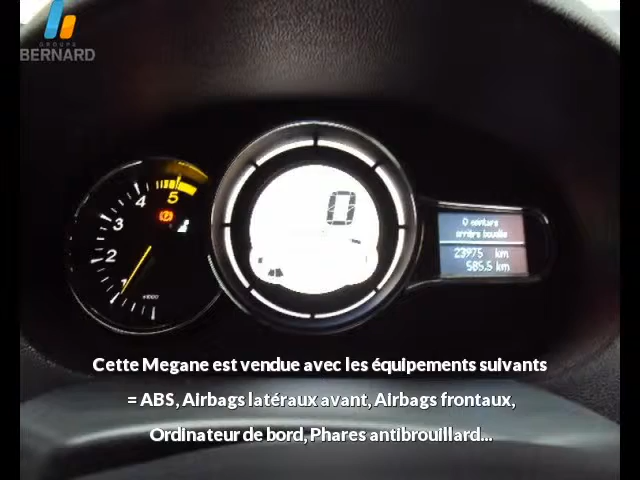 GROUPE
BERNARD
5
4
3
2
1
x1000
0
0 ceinture
arrière bouclée
23975 km
585.5 km
Cette Megane est vendue avec les équipements suivants
= ABS, Airbags latéraux avant, Airbags frontaux,
Ordinateur de bord, Phares antibrouillard...